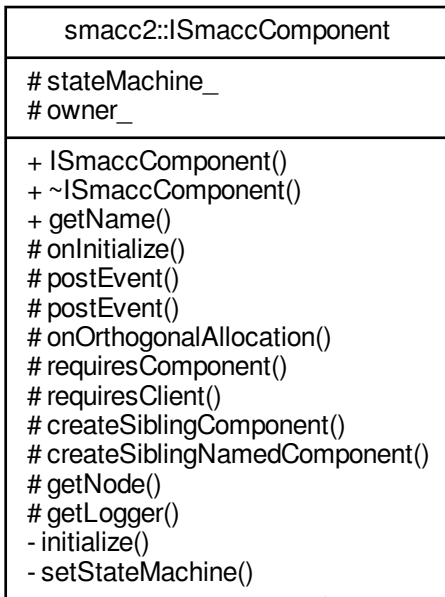 smacc2::ISmaccComponent
# stateMachine_
# owner_
+ ISmaccComponent()
+ ~ISmaccComponent()
+ getName()
# onInitialize()
# postEvent()
# postEvent()
# onOrthogonalAllocation()
# requiresComponent()
# requiresClient()
# createSiblingComponent()
# createSiblingNamedComponent()
# getNode()
# getLogger()
- initialize()
- setStateMachine()